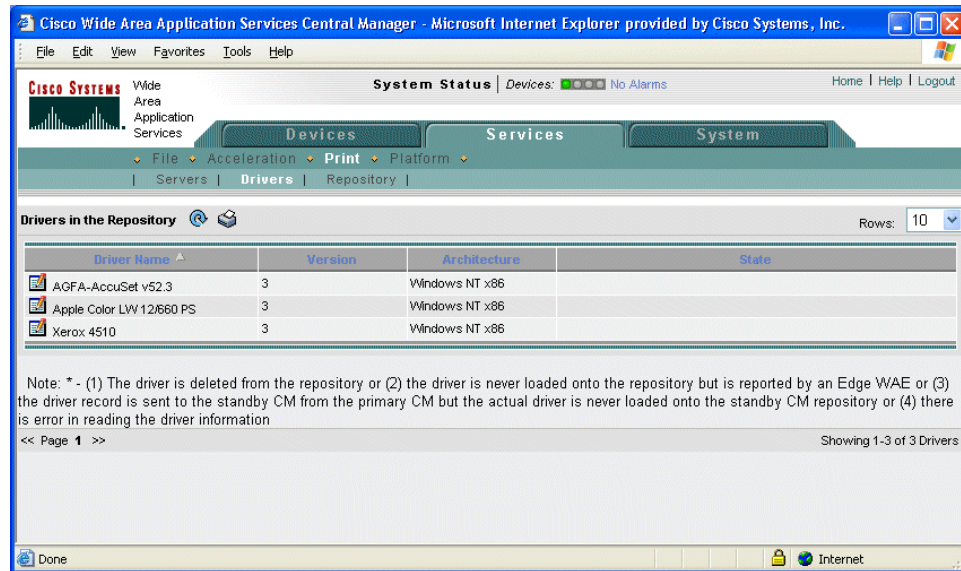 Cisco Wide Area Application Services Central Manager - Microsoft Internet Explorer provided by Cisco Systems, Inc.
File Edit View Favorites Tools Help
CISCO SYSTEMS
Wide
Area
Application
Services
System Status | Devices: No Alarms
Home | Help | Logout
Devices Services System
File Acceleration Print Platform
| Servers | Drivers | Repository |
Drivers in the Repository
Rows: 10
Driver Name Version Architecture State
AGFA-AccuSet v52.3 3 Windows NT x86
Apple Color LW 12/660 PS 3 Windows NT x86
Xerox 4510 3 Windows NT x86
Note: * - (1) The driver is deleted from the repository or (2) the driver is never loaded onto the repository but is reported by an Edge WAE or (3)
the driver record is sent to the standby CM from the primary CM but the actual driver is never loaded onto the standby CM repository or (4) there
is error in reading the driver information
<< Page 1 >>
Showing 1-3 of 3 Drivers
Done
Internet